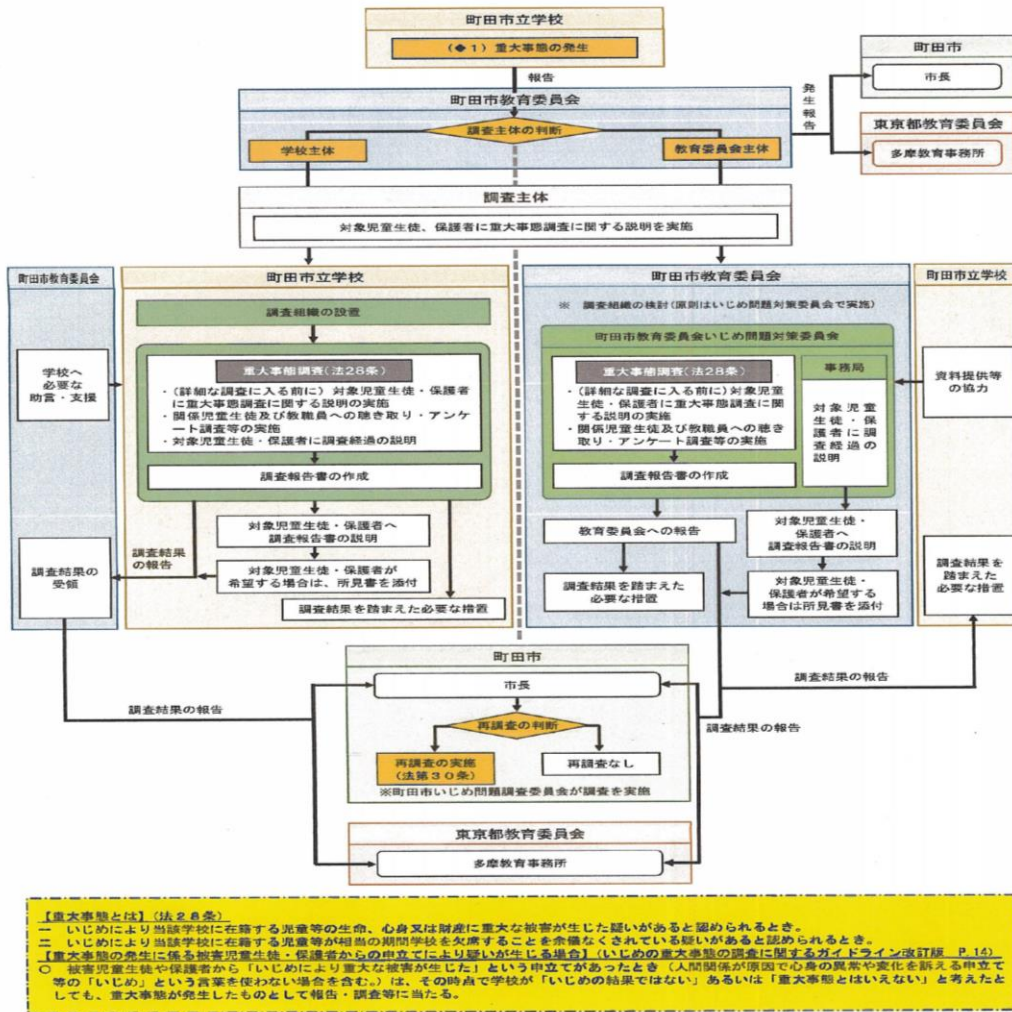 町田市立学校
(◆1)重大事態の発生
報告
町田市教育委員会
調査主体の判断
学校主体
教育委員会主体
発生報告
町田市
市長
東京都教育委員会
多摩教育事務所
調査主体
対象児童生徒、保護者に重大事態調査に関する説明を実施
町田市教育委員会
学校へ
必要な
助言・支援
調査結果の
受領
町田市立学校
調査組織の設置
重大事態調査(法28条)
・(詳細な調査に入る前に)対象児童生徒・保護者
に重大事態調査に関する説明の実施
・関係児童生徒及び教職員への聴き取り・アンケ
ート調査等の実施
・対象児童生徒・保護者に調査経過の説明
調査報告書の作成
調査結果
の報告
対象児童生徒・保護者へ
調査報告書の説明
対象児童生徒・保護者が
希望する場合は、所見書を添付
調査結果を踏まえた必要な措置
町田市教育委員会
※ 調査組織の検討(原則はいじめ問題対策委員会で実施)
町田市教育委員会いじめ問題対策委員会
重大事態調査(法28条)
・(詳細な調査に入る前に)対象児童
生徒・保護者に重大事態調査に関
する説明の実施
・関係児童生徒及び教職員への聴き
取り・アンケート調査等の実施
調査報告書の作成
事務局
対象児童
生徒・保
護者に調
査経過の
説明
教育委員会への報告
調査結果を踏まえた
必要な措置
対象児童生徒・
保護者へ
調査報告書の説明
対象児童生徒・
保護者が希望する
場合は所見書を添付
町田市立学校
資料提供等
の協力
調査結果を
踏まえた
必要な措置
調査結果の報告
調査結果の報告
調査結果の報告
町田市
市長
再調査の判断
再調査の実施
(法第30条)
再調査なし
※町田市いじめ問題調査委員会が調査を実施
東京都教育委員会
多摩教育事務所
【重大事態とは】(法28条)
一 いじめにより当該学校に在籍する児童等の生命、心身又は財産に重大な被害が生じた疑いがあると認められるとき。
二 いじめにより当該学校に在籍する児童等が相当の期間学校を欠席することを余儀なくされている疑いがあると認められるとき。
【重大事態の発生に係る被害児童生徒・保護者からの申立てにより疑いが生じる場合】(いじめの重大事態の調査に関するガイドライン改訂版 P.14)
○ 被害児童生徒や保護者から「いじめにより重大な被害が生じた」という申立てがあったとき(人間関係が原因で心身の異常や変化を訴える申立て
等の「いじめ」という言葉を使わない場合を含む。)は、その時点で学校が「いじめの結果ではない」あるいは「重大事態とはいえない」と考えたと
しても、重大事態が発生したものとして報告・調査等に当たる。